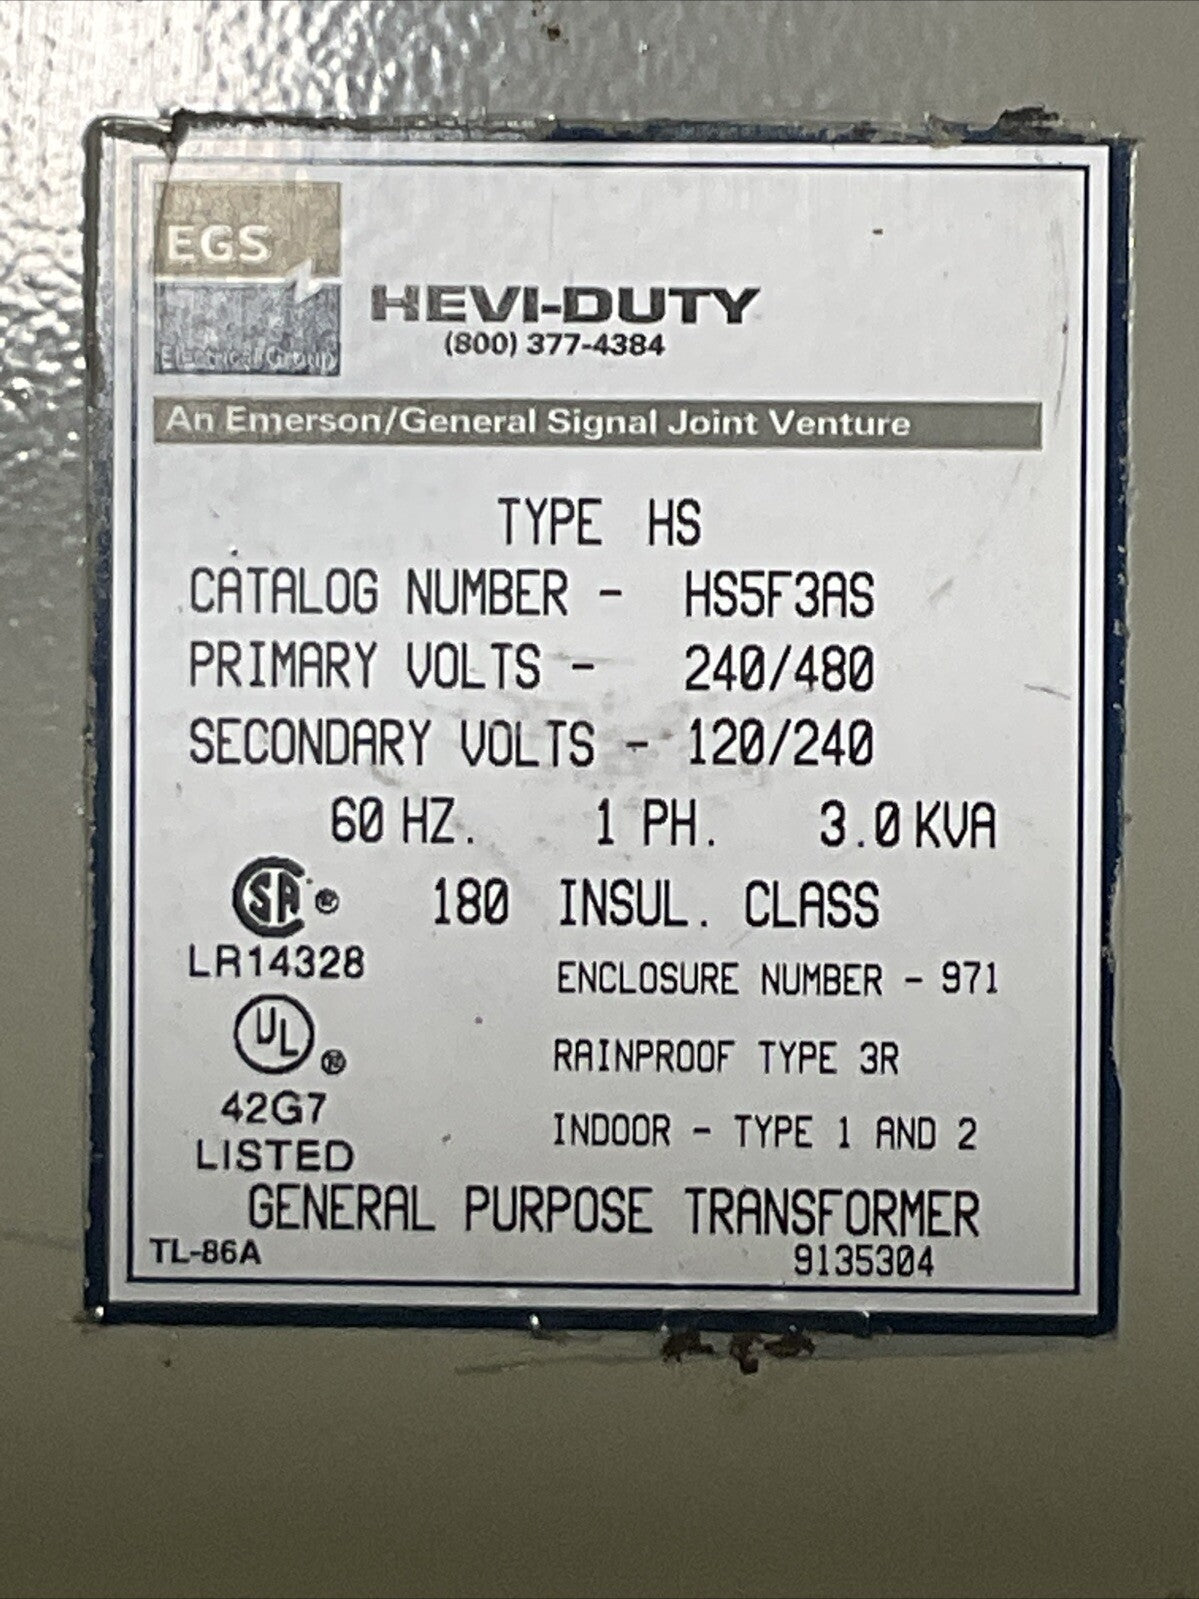 EGS
Electrical Group
HEVI-DUTY
(800) 377-4384
An Emerson/General Signal Joint Venture
TYPE HS
CATALOG NUMBER - HS5F3AS
PRIMARY VOLTS - 240/480
SECONDARY VOLTS - 120/240
60 HZ. 1 PH. 3.0 KVA
SA ® 180 INSUL. CLASS
LR14328
ENCLOSURE NUMBER - 971
UL ®
RAINPROOF TYPE 3R
42G7
INDOOR - TYPE 1 AND 2
LISTED
GENERAL PURPOSE TRANSFORMER
TL-86A 9135304